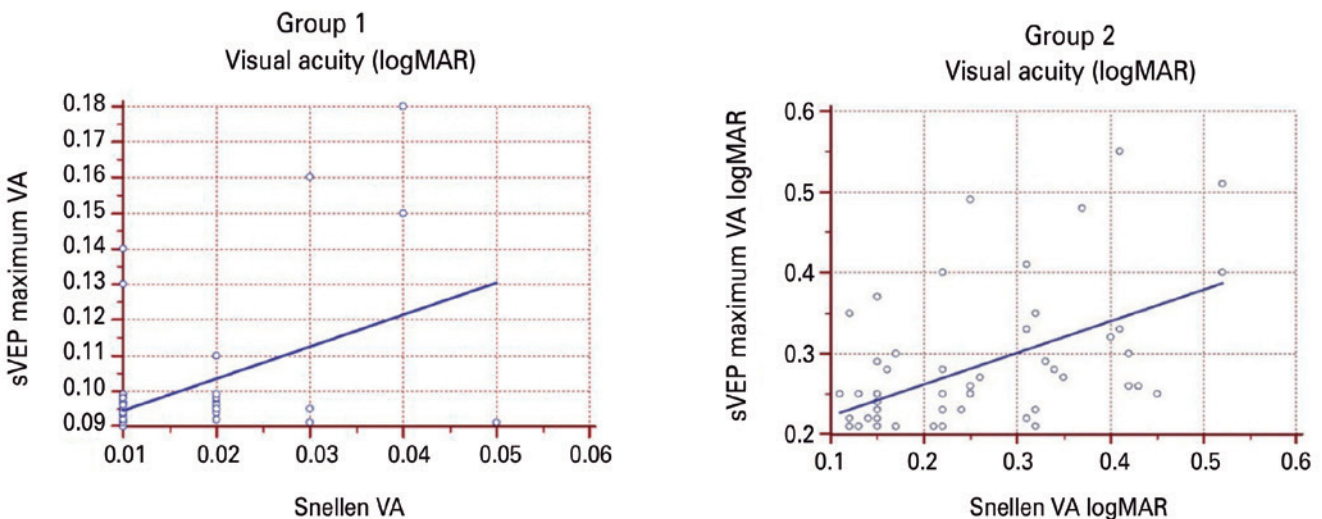 Group 1
Visual acuity (logMAR)
sVEP maximum VA
0.18
0.17
0.16
0.15
0.14
0.13
0.12
0.11
0.10
0.09
0.01 0.02 0.03 0.04 0.05 0.06
Snellen VA
Group 2
Visual acuity (logMAR)
sVEP maximum VA logMAR
0.6
0.5
0.4
0.3
0.2
0.1 0.2 0.3 0.4 0.5 0.6
Snellen VA logMAR